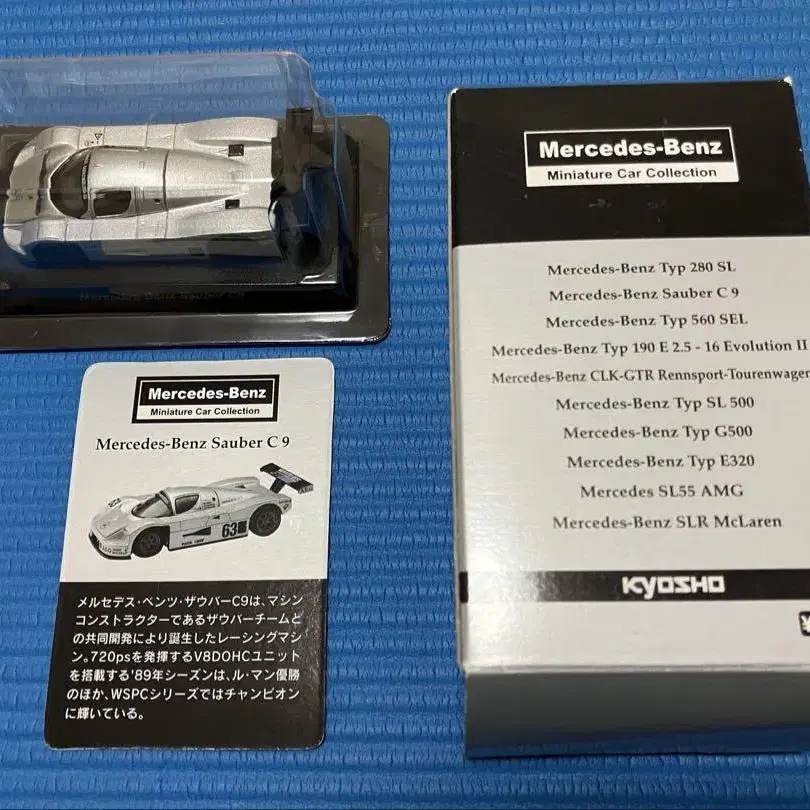 Mercedes-Benz Sauber C9
Mercedes-Benz
Miniature Car Collection
Mercedes-Benz Sauber C 9
63
メルセデス・ベンツ・ザウバーC9は、マシン
コンストラクターであるザウバーチームと
の共同開発により誕生したレーシングマシ
ン。720psを発揮するV8DOHCユニット
を搭載する'89年シーズンは、ル・マン優勝
のほか、WSPCシリーズではチャンピオン
に輝いている。
Mercedes-Benz
Miniature Car Collection
Mercedes-Benz Typ 280 SL
Mercedes-Benz Sauber C 9
Mercedes-Benz Typ 560 SEL
Mercedes-Benz Typ 190 E 2.5 - 16 Evolution II
Mercedes-Benz CLK-GTR Rennsport-Tourenwagen
Mercedes-Benz Typ SL 500
Mercedes-Benz Typ G500
Mercedes-Benz Typ E320
Mercedes SL55 AMG
Mercedes-Benz SLR McLaren
KYOSHO